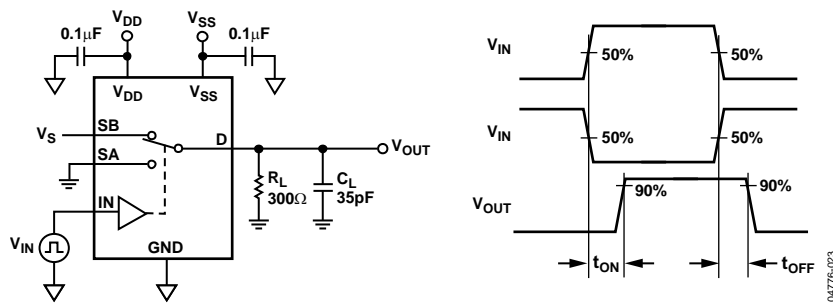 VDD
VSS
0.1μF
0.1μF
VDD
VSS
VS
SB
D
VOUT
SA
RL
300Ω
CL
35pF
IN
VIN
GND
VIN
50%
50%
VIN
50%
50%
VOUT
90%
90%
tON
tOFF
04776-023